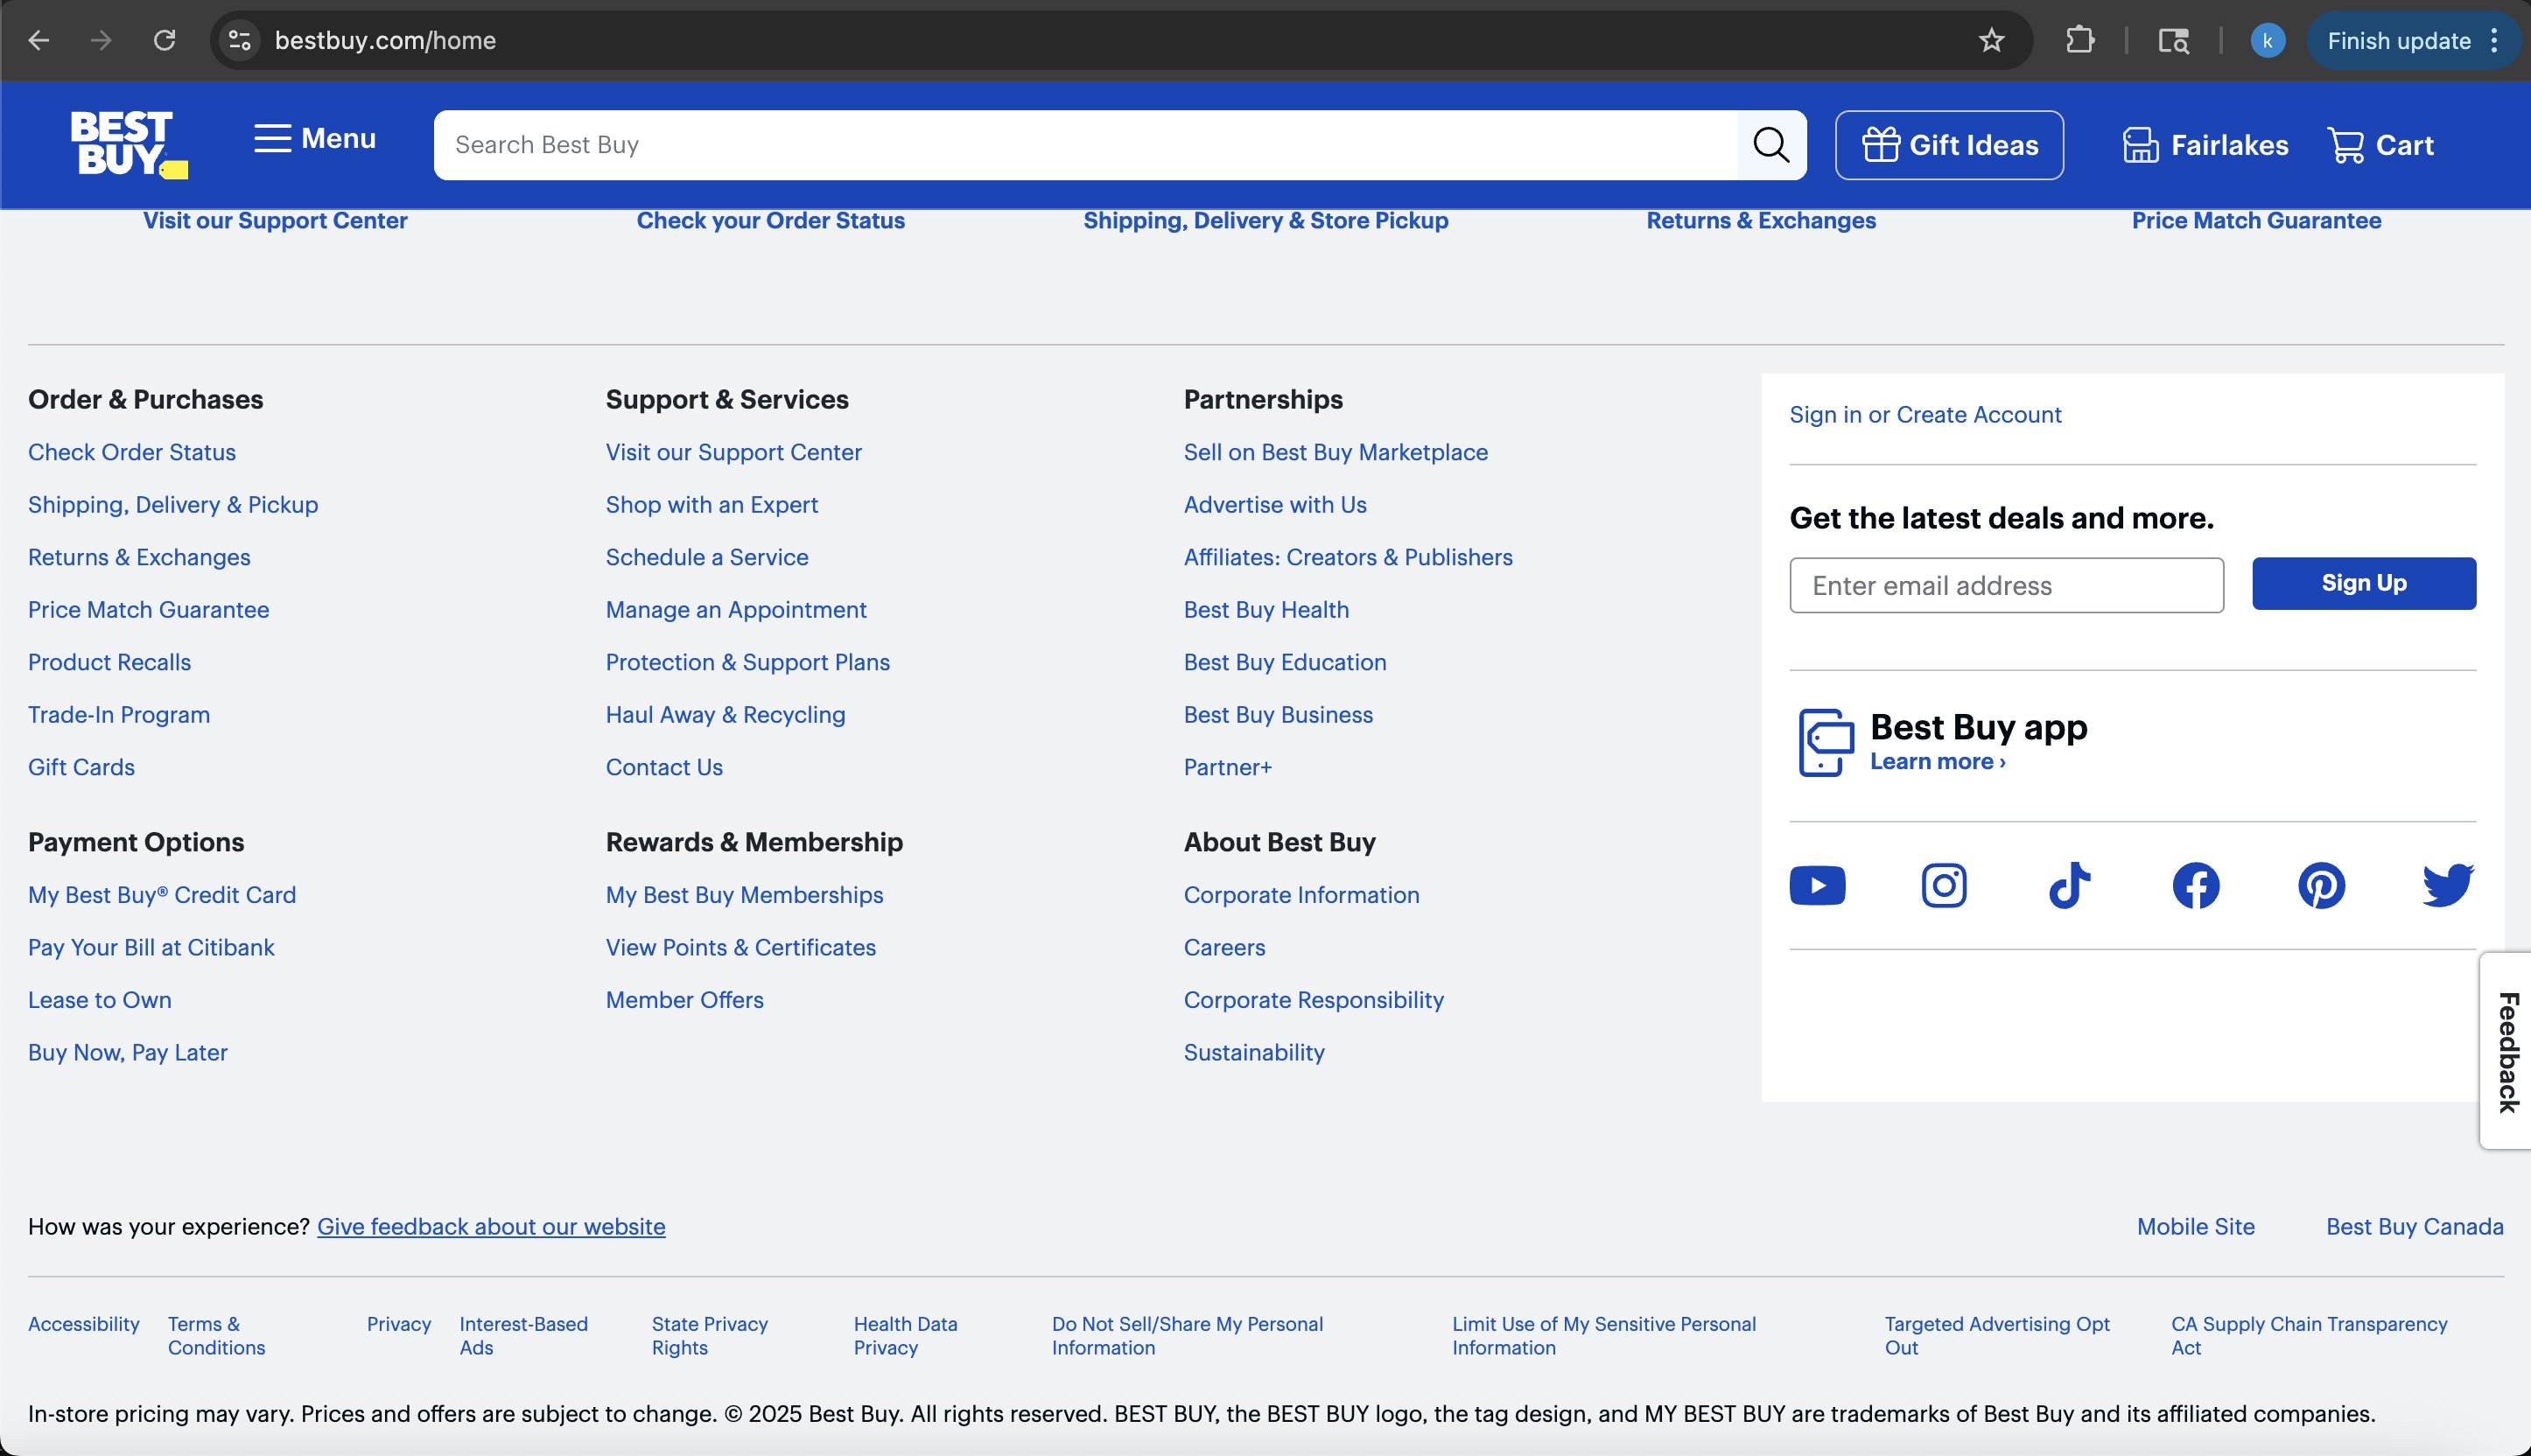 bestbuy.com/home
k
Finish update
BEST
BUY
Menu
Search Best Buy
Gift Ideas
Fairlakes
Cart
Visit our Support Center
Check your Order Status
Shipping, Delivery & Store Pickup
Returns & Exchanges
Price Match Guarantee
Order & Purchases
Check Order Status
Shipping, Delivery & Pickup
Returns & Exchanges
Price Match Guarantee
Product Recalls
Trade-In Program
Gift Cards
Payment Options
My Best Buy® Credit Card
Pay Your Bill at Citibank
Lease to Own
Buy Now, Pay Later
Support & Services
Visit our Support Center
Shop with an Expert
Schedule a Service
Manage an Appointment
Protection & Support Plans
Haul Away & Recycling
Contact Us
Rewards & Membership
My Best Buy Memberships
View Points & Certificates
Member Offers
Partnerships
Sell on Best Buy Marketplace
Advertise with Us
Affiliates: Creators & Publishers
Best Buy Health
Best Buy Education
Best Buy Business
Partner+
About Best Buy
Corporate Information
Careers
Corporate Responsibility
Sustainability
Sign in or Create Account
Get the latest deals and more.
Enter email address
Sign Up
Best Buy app
Learn more ›
Feedback
How was your experience? Give feedback about our website
Mobile Site
Best Buy Canada
Accessibility
Terms &
Conditions
Privacy
Interest-Based
Ads
State Privacy
Rights
Health Data
Privacy
Do Not Sell/Share My Personal
Information
Limit Use of My Sensitive Personal
Information
Targeted Advertising Opt
Out
CA Supply Chain Transparency
Act
In-store pricing may vary. Prices and offers are subject to change. © 2025 Best Buy. All rights reserved. BEST BUY, the BEST BUY logo, the tag design, and MY BEST BUY are trademarks of Best Buy and its affiliated companies.